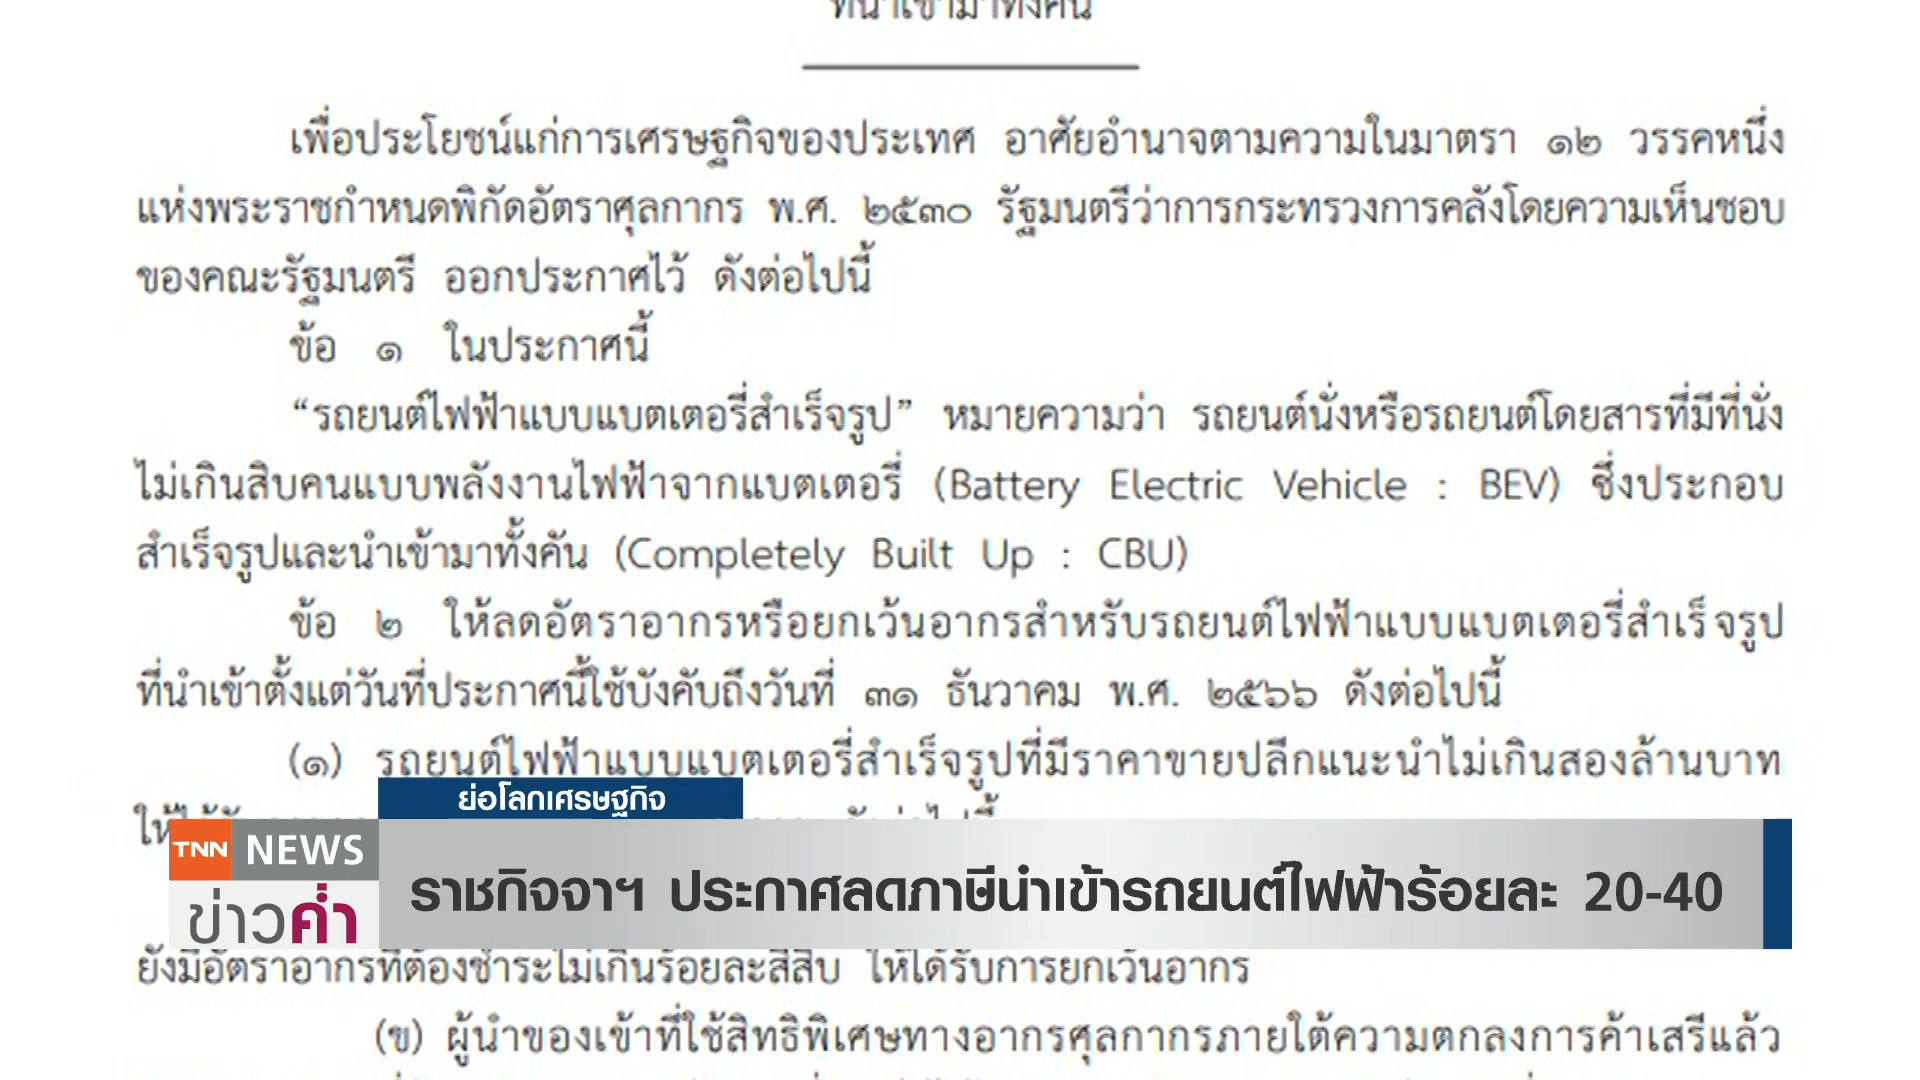 ที่นำเข้ามาทั้งคัน
เพื่อประโยชน์แก่การเศรษฐกิจของประเทศ อาศัยอำนาจตามความในมาตรา ๑๒ วรรคหนึ่ง
แห่งพระราชกำหนดพิกัดอัตราศุลกากร พ.ศ. ๒๕๓๐ รัฐมนตรีว่าการกระทรวงการคลังโดยความเห็นชอบ
ของคณะรัฐมนตรี ออกประกาศไว้ ดังต่อไปนี้
ข้อ ๑ ในประกาศนี้
“รถยนต์ไฟฟ้าแบบแบตเตอรี่สำเร็จรูป” หมายความว่า รถยนต์นั่งหรือรถยนต์โดยสารที่มีที่นั่ง
ไม่เกินสิบคนแบบพลังงานไฟฟ้าจากแบตเตอรี่ (Battery Electric Vehicle : BEV) ซึ่งประกอบ
สำเร็จรูปและนำเข้ามาทั้งคัน (Completely Built Up : CBU)
ข้อ ๒ ให้ลดอัตราอากรหรือยกเว้นอากรสำหรับรถยนต์ไฟฟ้าแบบแบตเตอรี่สำเร็จรูป
ที่นำเข้าตั้งแต่วันที่ประกาศนี้ใช้บังคับถึงวันที่ ๓๑ ธันวาคม พ.ศ. ๒๕๖๖ ดังต่อไปนี้
(๑) รถยนต์ไฟฟ้าแบบแบตเตอรี่สำเร็จรูปที่มีราคาขายปลีกแนะนำไม่เกินสองล้านบาท
ย่อโลกเศรษฐกิจ
TNN NEWS
ข่าวค่ำ
ราชกิจจาฯ ประกาศลดภาษีนำเข้ารถยนต์ไฟฟ้าร้อยละ 20-40
ยังมีอัตราอากรที่ต้องชำระไม่เกินร้อยละสี่สิบ ให้ได้รับการยกเว้นอากร
(ข) ผู้นำของเข้าที่ใช้สิทธิพิเศษทางอากรศุลกากรภายใต้ความตกลงการค้าเสรีแล้ว